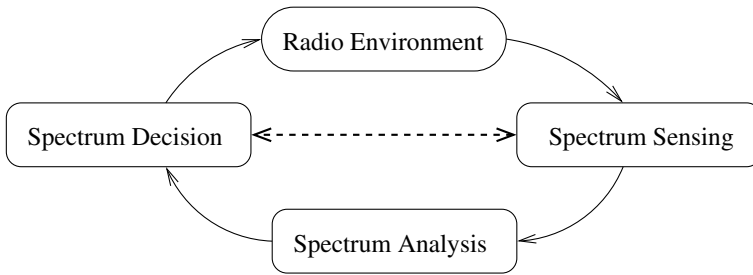 Radio Environment
Spectrum Decision
Spectrum Sensing
Spectrum Analysis